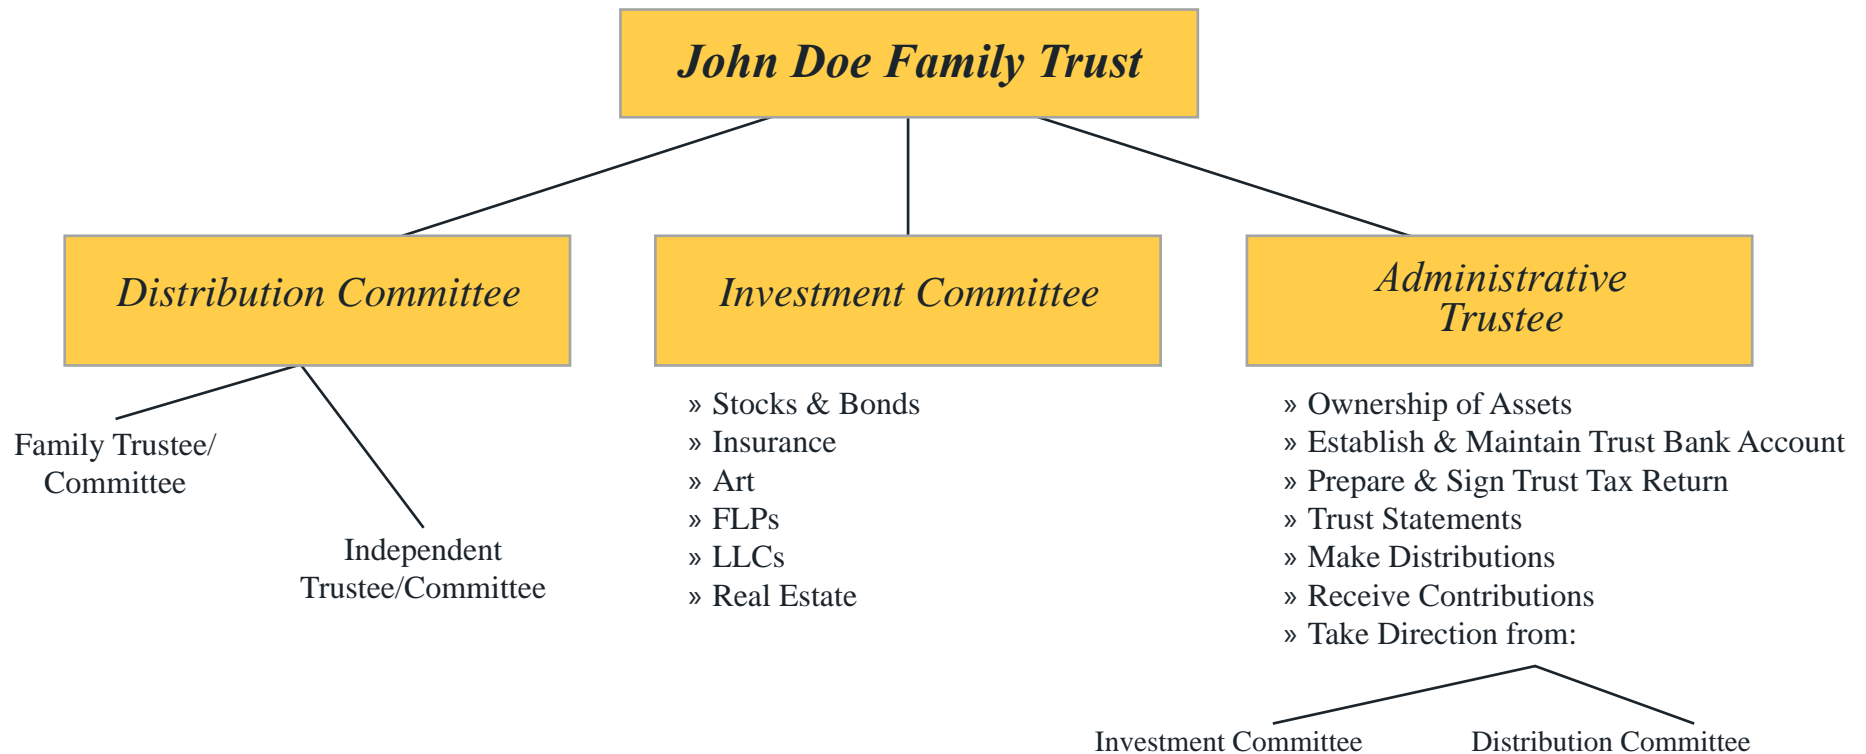 John Doe Family Trust
Distribution Committee
Family Trustee/
Committee
Independent
Trustee/Committee
Investment Committee
» Stocks & Bonds
» Insurance
» Art
» FLPs
» LLCs
» Real Estate
Administrative
Trustee
» Ownership of Assets
» Establish & Maintain Trust Bank Account
» Prepare & Sign Trust Tax Return
» Trust Statements
» Make Distributions
» Receive Contributions
» Take Direction from:
Investment Committee
Distribution Committee